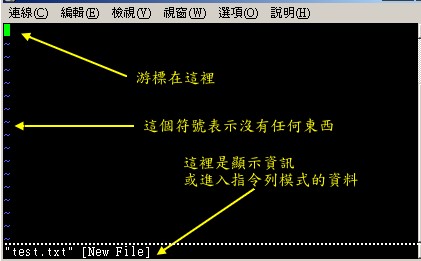 連線(C) 編輯(E) 檢視(V) 視窗(W) 選項(O) 說明(H)
游標在這裡
~
~
~
~
~
這個符號表示沒有任何東西
~
~
這裡是顯示資訊
~
或進入指令列模式的資料
~
~
~
"test.txt" [New File]